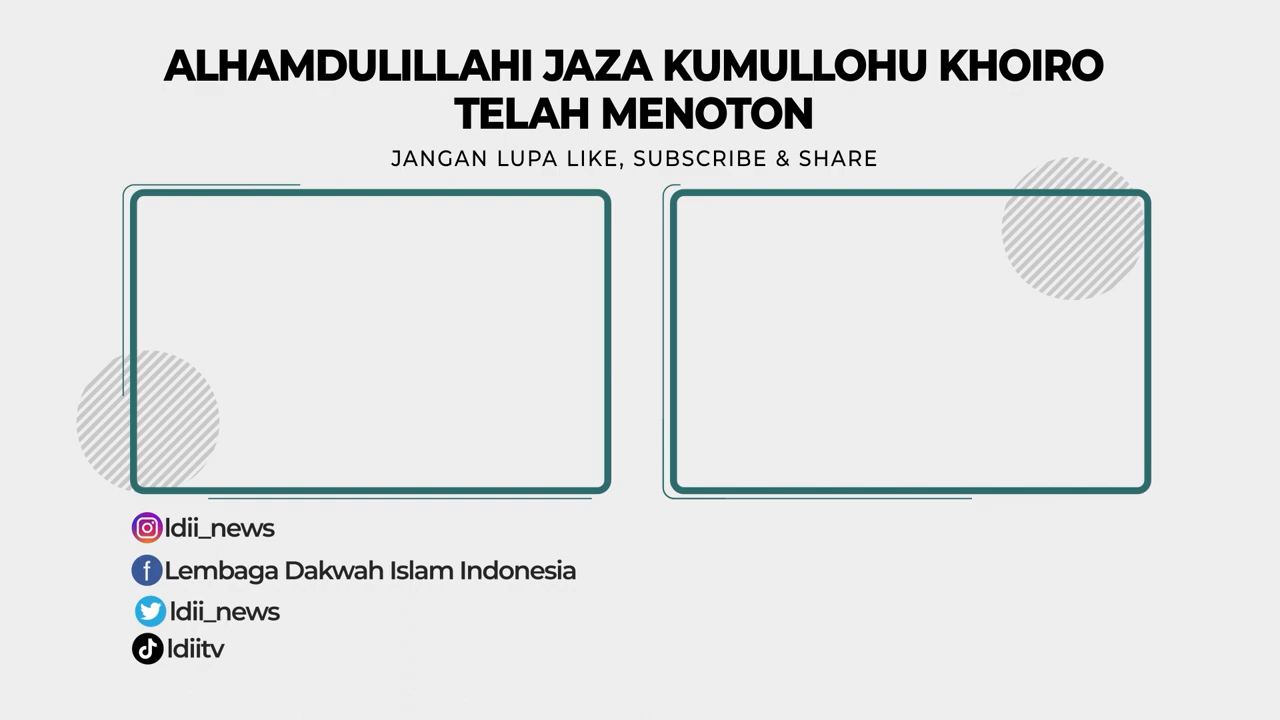 ALHAMDULILLAHI JAZA KUMULLOHU KHOIRO
TELAH MENOTON
JANGAN LUPA LIKE, SUBSCRIBE & SHARE
ldii_news
Lembaga Dakwah Islam Indonesia
ldii_news
ldiitv